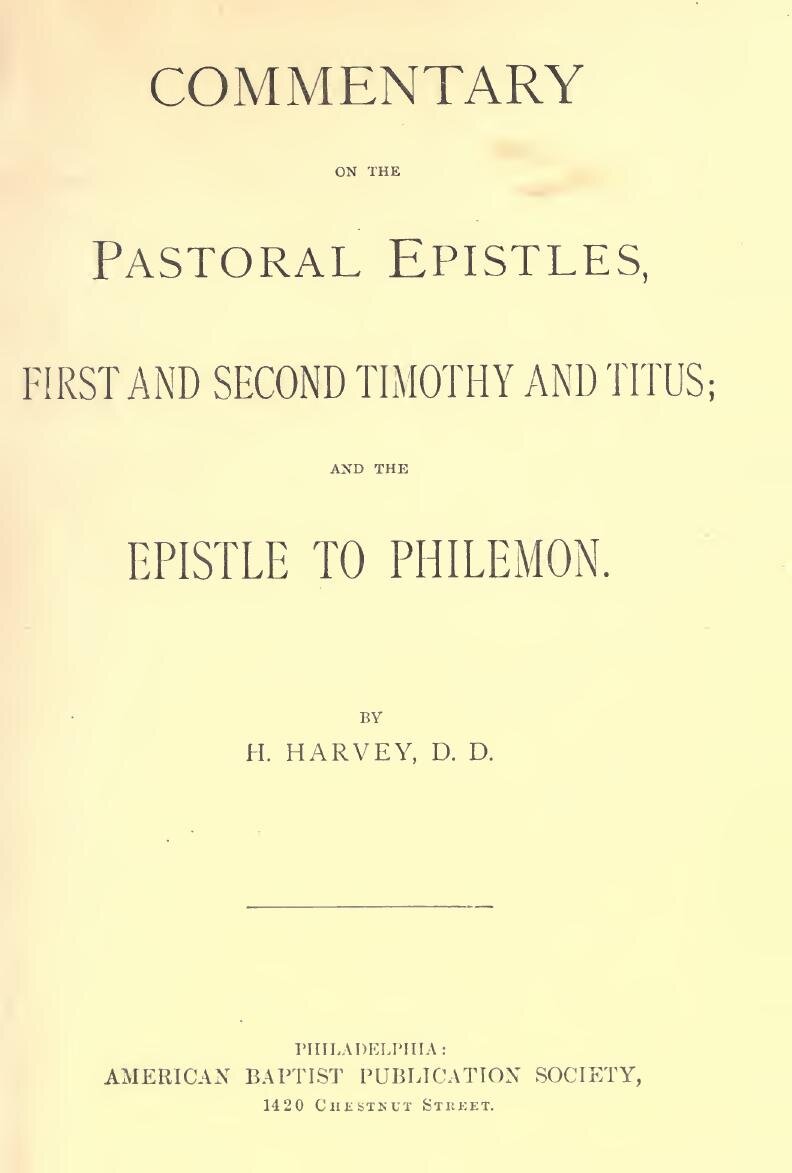 COMMENTARY
ON THE
PASTORAL EPISTLES,
FIRST AND SECOND TIMOTHY AND TITUS;
AND THE
EPISTLE TO PHILEMON.
BY
H. HARVEY, D. D.
PHILADELPHIA:
AMERICAN BAPTIST PUBLICATION SOCIETY,
1420 CHESTNUT STREET.